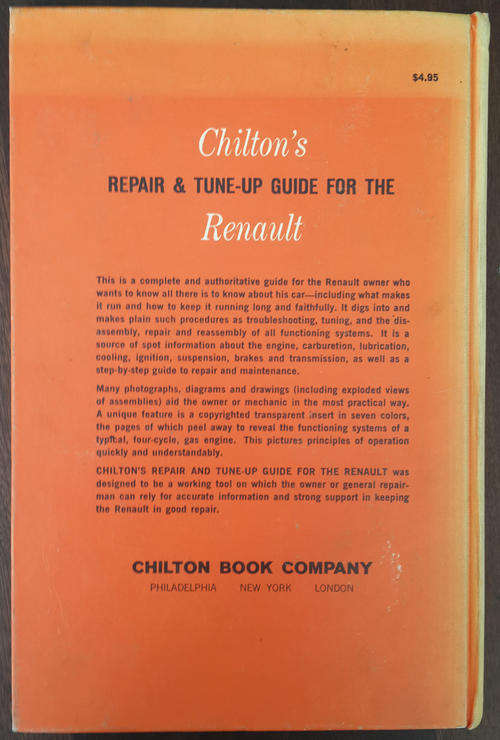 $4.95
Chilton's
REPAIR & TUNE-UP GUIDE FOR THE
Renault
This is a complete and authoritative guide for the Renault owner who
wants to know all there is to know about his car—including what makes
it run and how to keep it running long and faithfully. It digs into and
makes plain such procedures as troubleshooting, tuning, and the dis-
assembly, repair and reassembly of all functioning systems. It is a
source of spot information about the engine, carburetion, lubrication,
cooling, ignition, suspension, brakes and transmission, as well as a
step-by-step guide to repair and maintenance.
Many photographs, diagrams and drawings (including exploded views
of assemblies) aid the owner or mechanic in the most practical way.
A unique feature is a copyrighted transparent insert in seven colors,
the pages of which peel away to reveal the functioning systems of a
typical, four-cycle, gas engine. This pictures principles of operation
quickly and understandably.
CHILTON'S REPAIR AND TUNE-UP GUIDE FOR THE RENAULT was
designed to be a working tool on which the owner or general repair-
man can rely for accurate information and strong support in keeping
the Renault in good repair.
CHILTON BOOK COMPANY
PHILADELPHIA NEW YORK LONDON